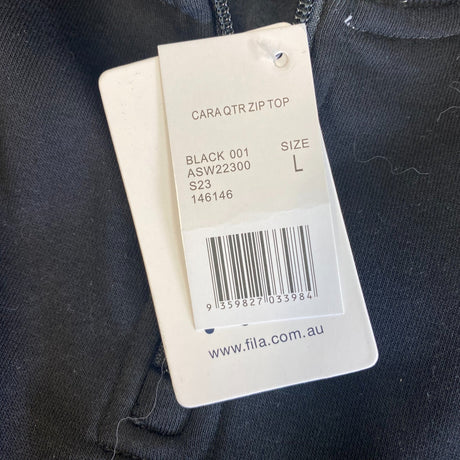 CARA QTR ZIP TOP
BLACK 001
ASW22300
S23
146146
SIZE
L
9 359827 033984
www.fila.com.au